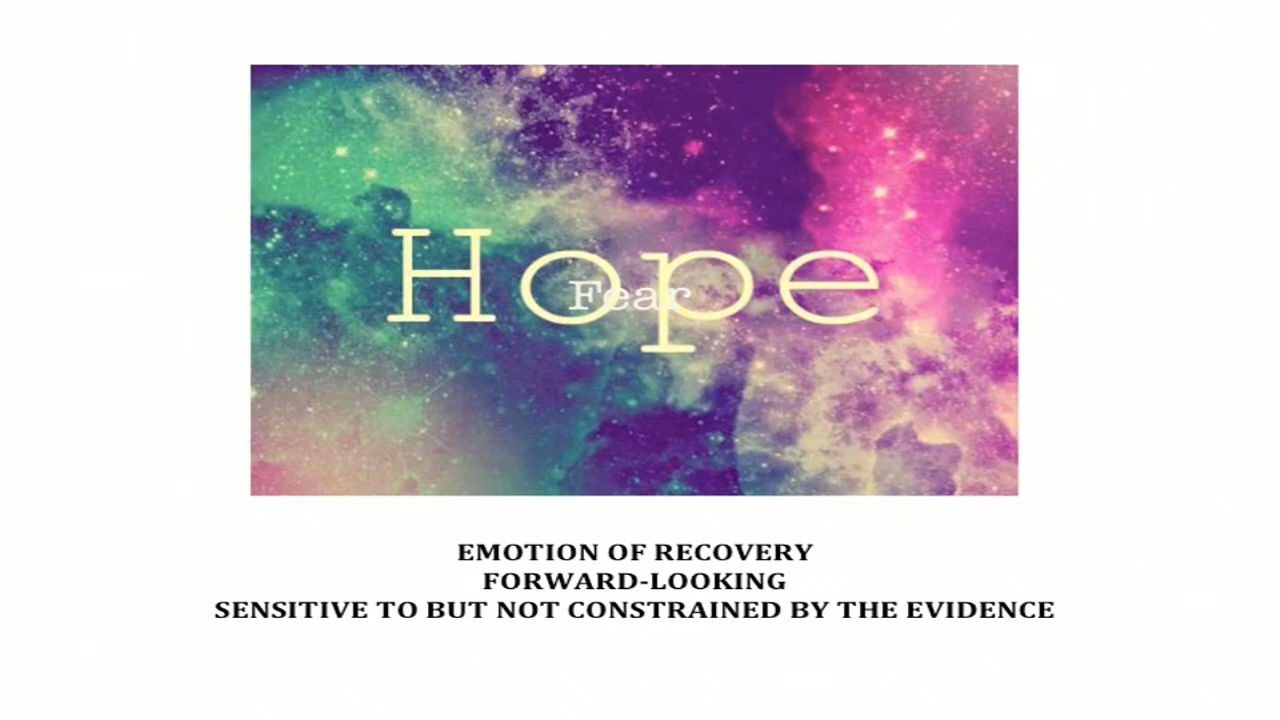 Hope
Fear
EMOTION OF RECOVERY
FORWARD-LOOKING
SENSITIVE TO BUT NOT CONSTRAINED BY THE EVIDENCE